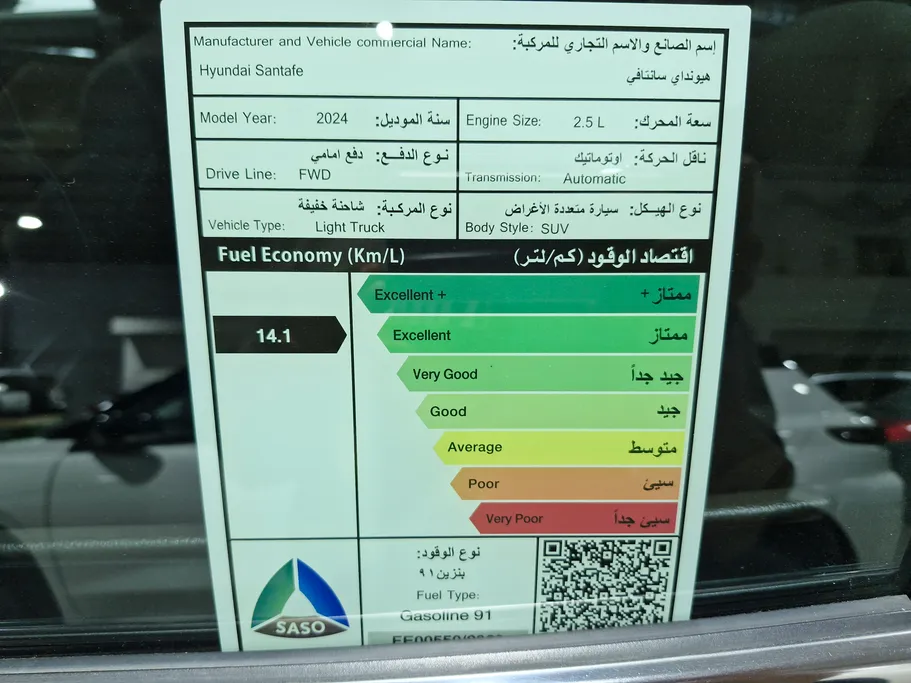 Manufacturer and Vehicle commercial Name: إسم الصانع والاسم التجاري للمركبة:
Hyundai Santafe هيونداي سانتافي
Model Year: 2024 سنة الموديل:
Engine Size: 2.5 L سعة المحرك:
نوع الدفع: دفع امامي
Drive Line: FWD
ناقل الحركة: اوتوماتيك
Transmission: Automatic
نوع المركبة: شاحنة خفيفة
Vehicle Type: Light Truck
نوع الهيكل: سيارة متعددة الأغراض
Body Style: SUV
Fuel Economy (Km/L) اقتصاد الوقود (كم/لتر)
Excellent + ممتاز +
14.1
Excellent ممتاز
Very Good جيد جداً
Good جيد
Average متوسط
Poor سيئ
Very Poor سيئ جداً
نوع الوقود:
بنزين ٩١
Fuel Type:
Gasoline 91
SASO